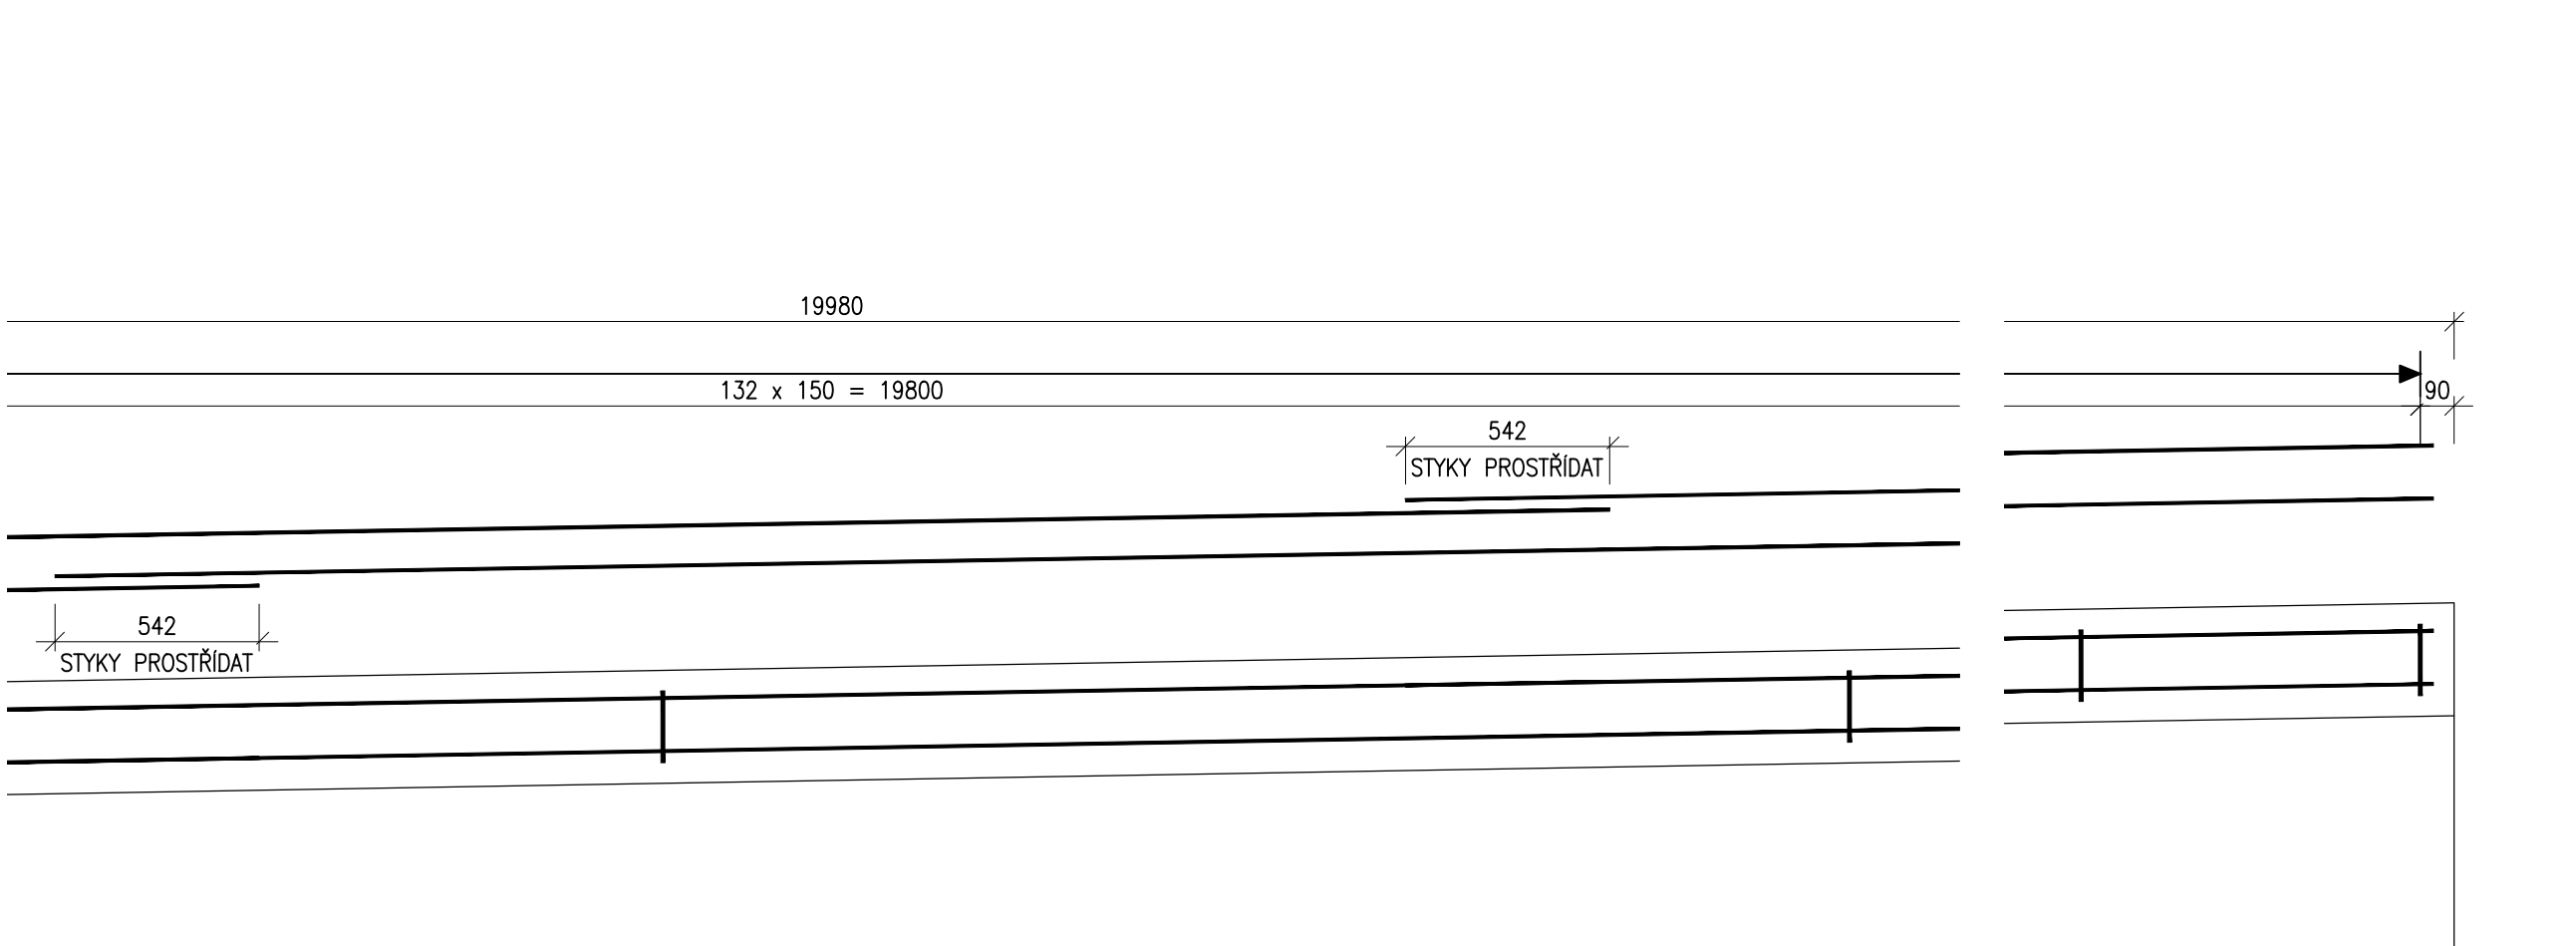 19980
132 x 150 = 19800
90
542
STYKY PROSTŘÍDAT
542
STYKY PROSTŘÍDAT